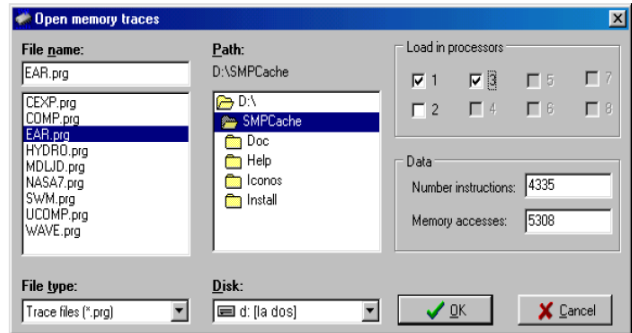 Open memory traces
File name:
EAR.prg
CEXP.prg
COMP.prg
EAR.prg
HYDRO.prg
MDLJD.prg
NASA7.prg
SWM.prg
UCOMP.prg
WAVE.prg
File type:
Trace files (*.prg)
Path:
D:\SMPCache
D:\
SMPCache
Doc
Help
Iconos
Install
Disk:
d: [la dos]
Load in processors
1 3 5 7
2 4 6 8
Data
Number instructions: 4335
Memory accesses: 5308
OK
Cancel